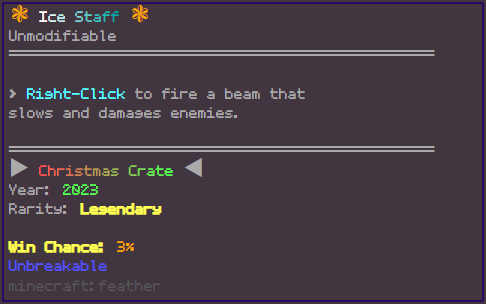 ❃ Ice Staff ❃
Unmodifiable
> Right-Click to fire a beam that
slows and damages enemies.
▶ Christmas Crate ◀
Year: 2023
Rarity: Legendary
Win Chance: 3%
Unbreakable
minecraft:feather